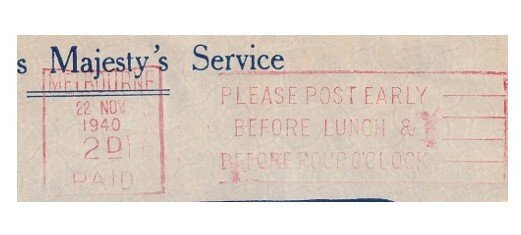 s Majesty's Service
MELBOURNE
22 NOV
1940
2D
PAID
PLEASE POST EARLY
BEFORE LUNCH &
BEFORE FOUR O'CLOCK